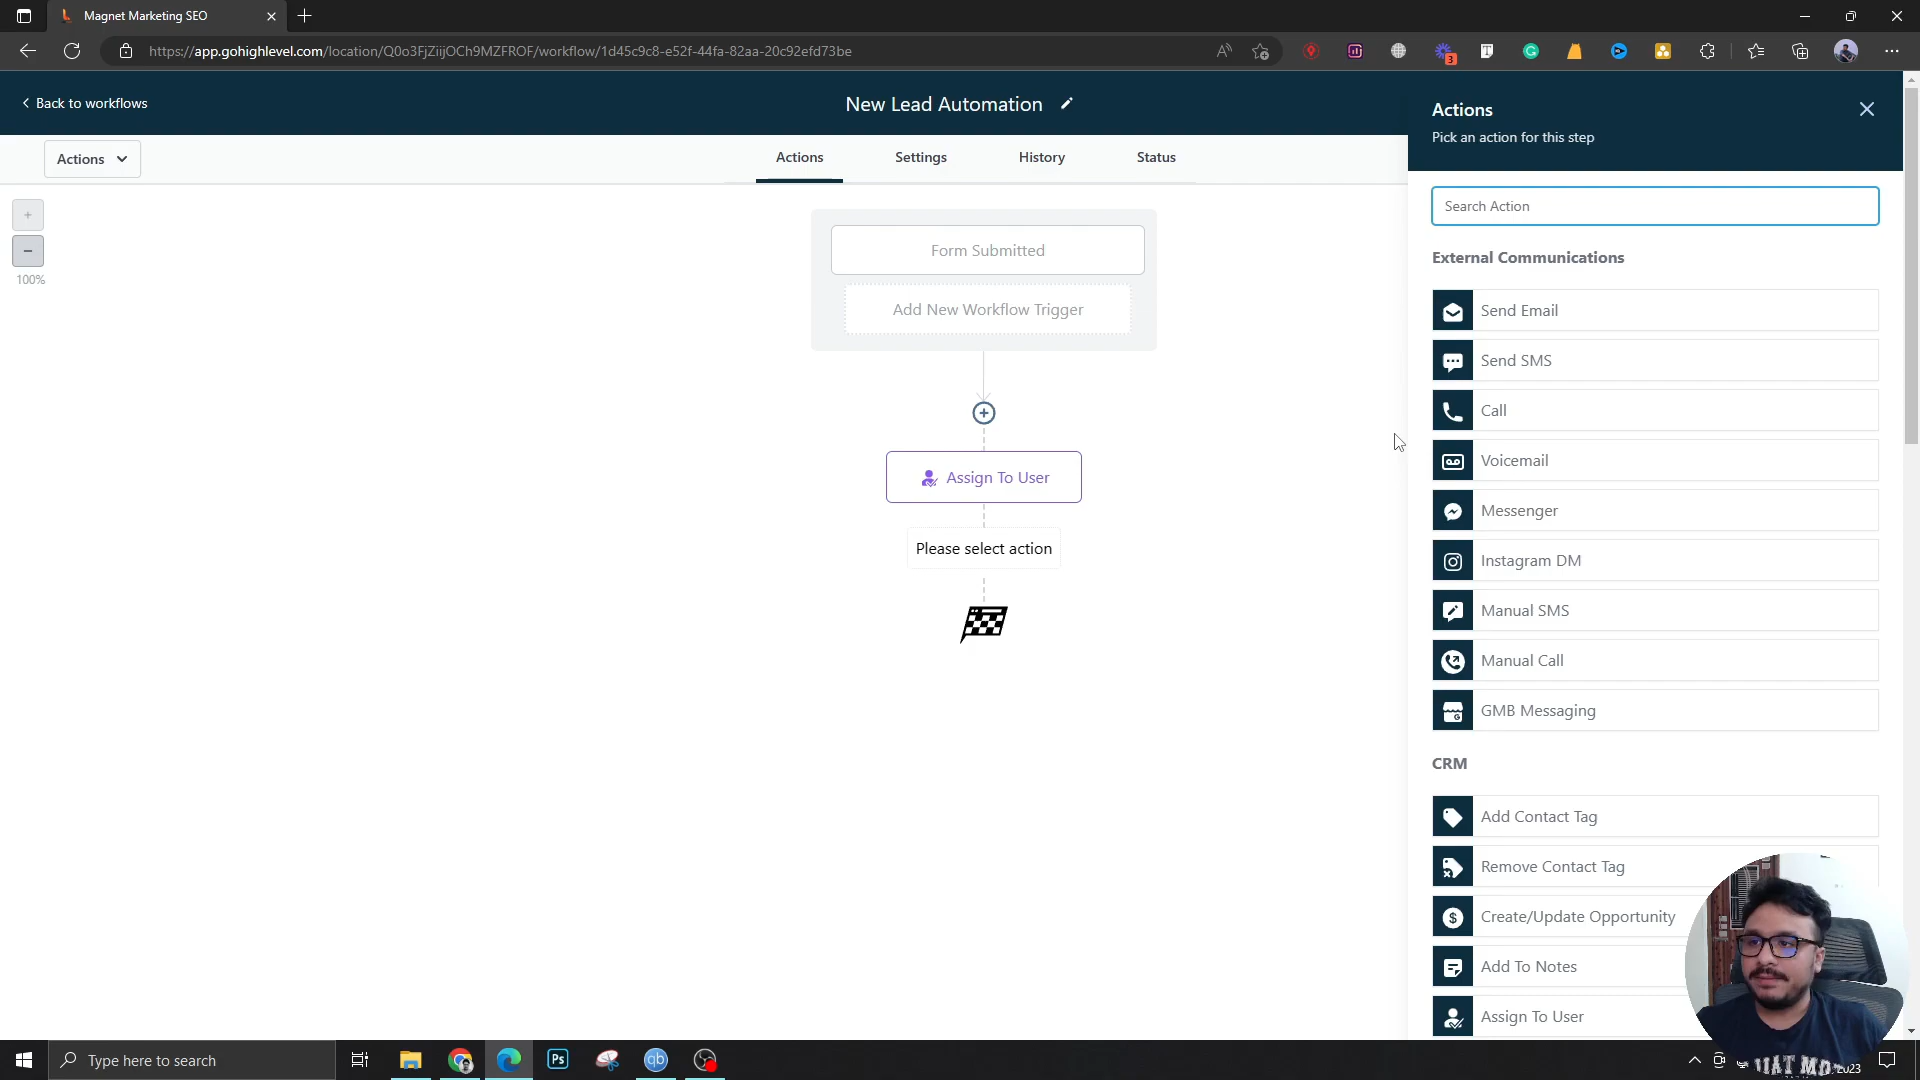 Magnet Marketing SEO
https://app.gohighlevel.com/location/Q0o3FjZiijOCh9MZFROF/workflow/1d45c9c8-e52f-44fa-82aa-20c92efd73be
3
Back to workflows
New Lead Automation
Actions
Pick an action for this step
Actions
Actions
Settings
History
Status
100%
Form Submitted
Add New Workflow Trigger
Assign To User
Please select action
Search Action
External Communications
Send Email
Send SMS
Call
Voicemail
Messenger
Instagram DM
Manual SMS
Manual Call
GMB Messaging
CRM
Add Contact Tag
Remove Contact Tag
Create/Update Opportunity
Add To Notes
Assign To User
Type here to search
Ps
qb